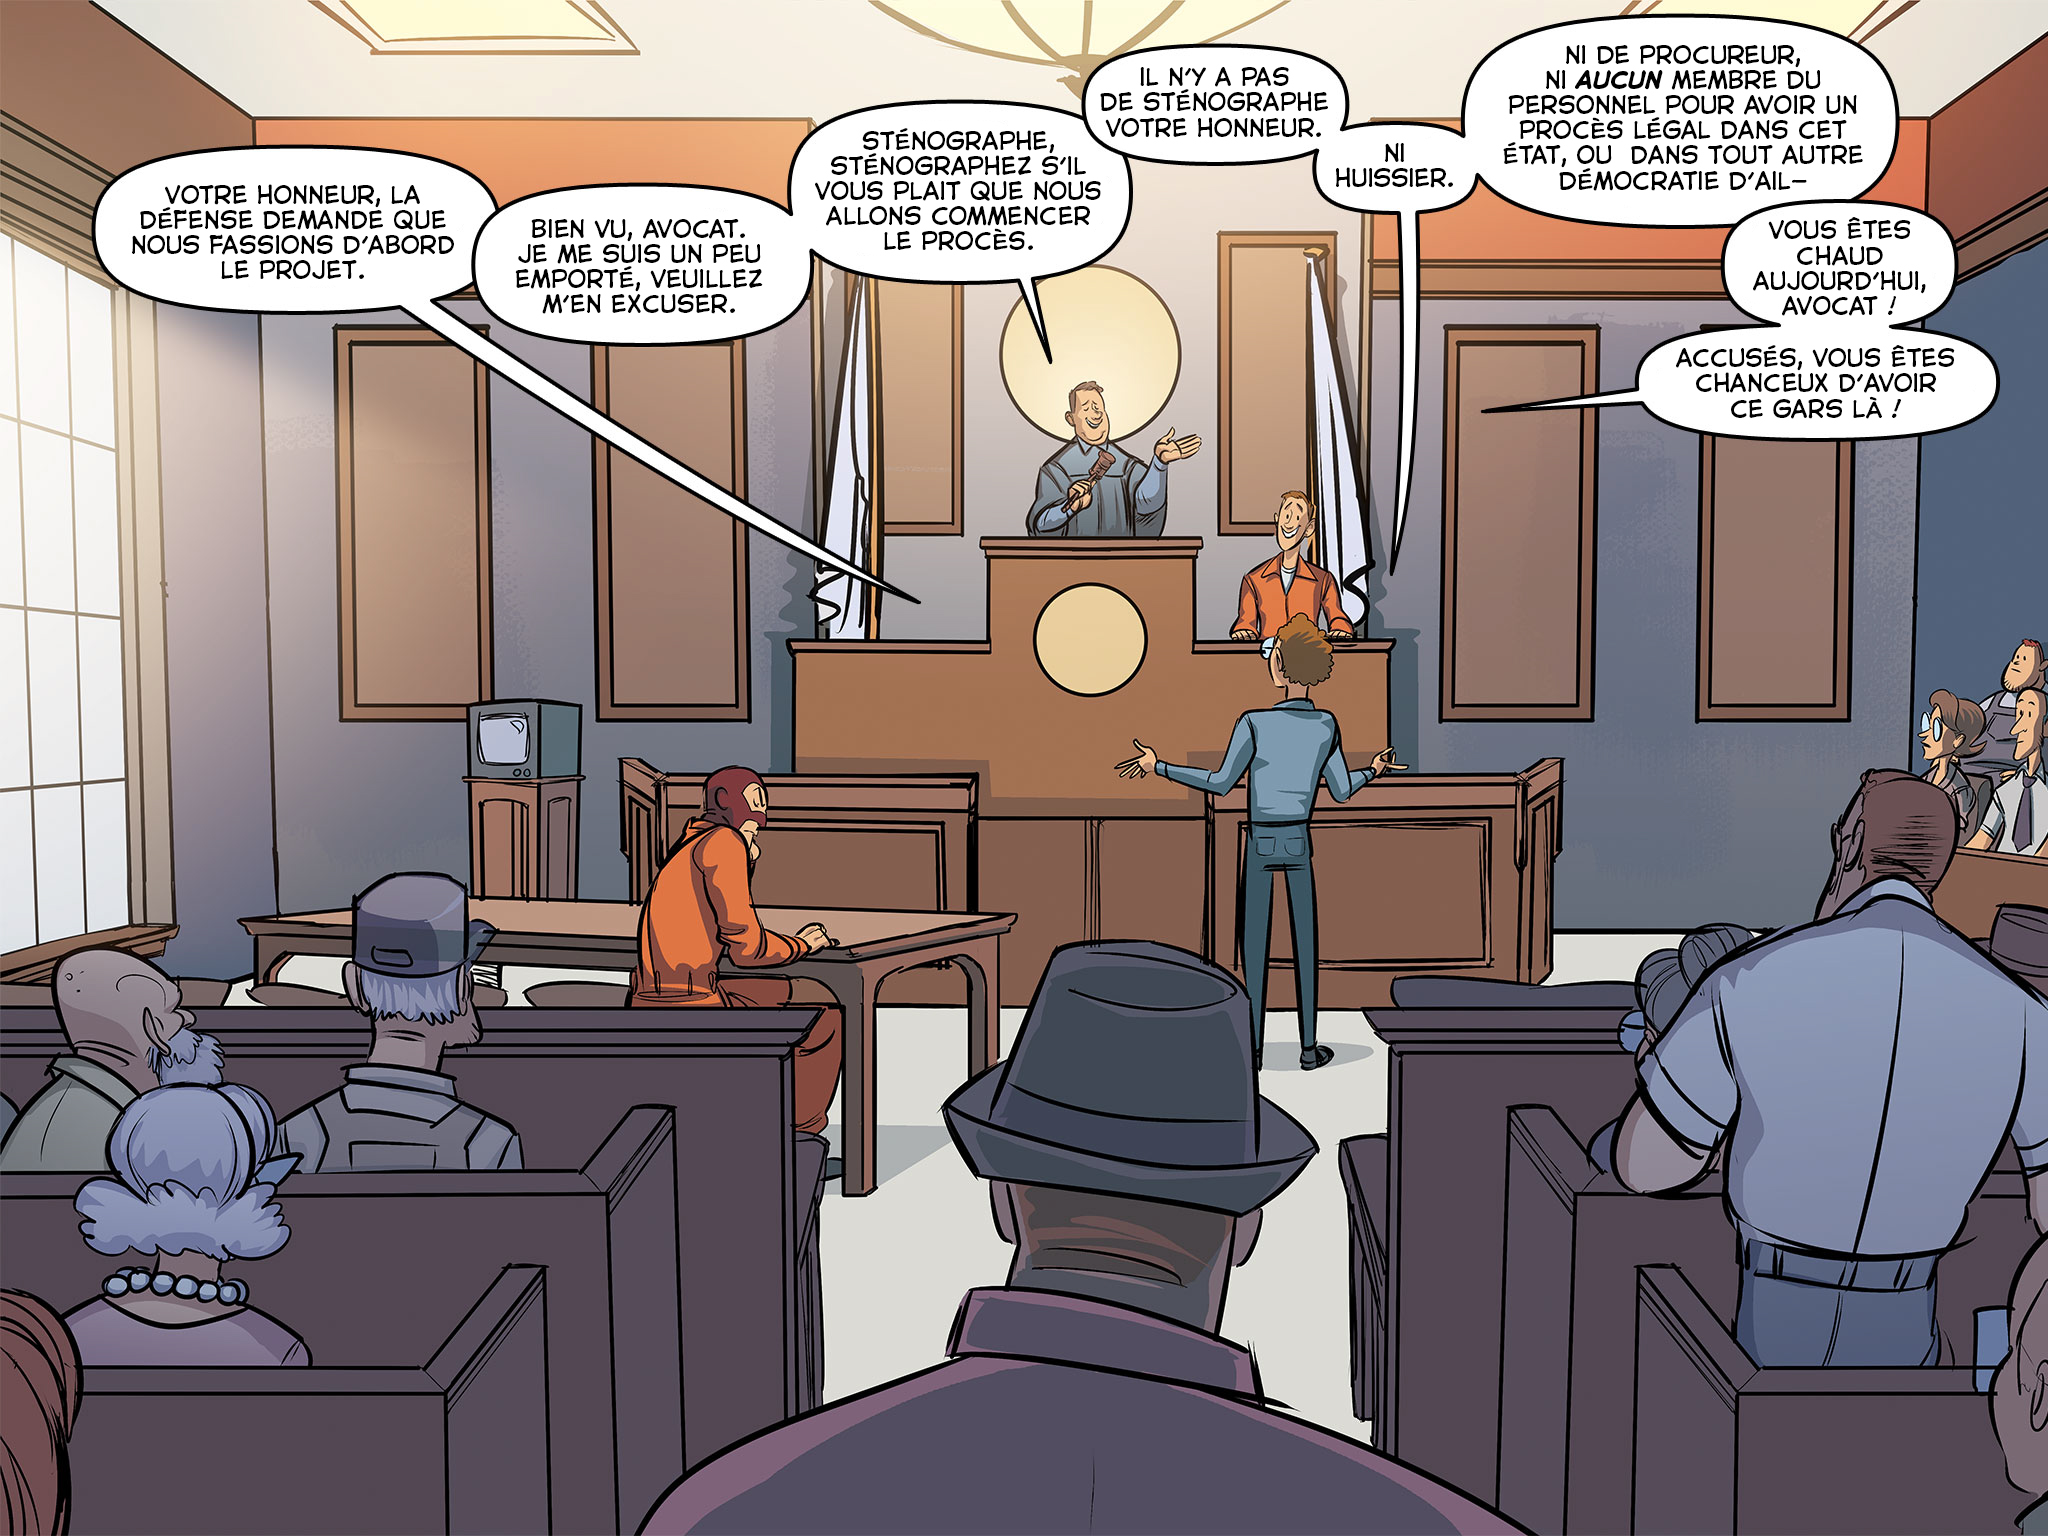 VOTRE HONNEUR, LA
DÉFENSE DEMANDE QUE
NOUS FASSIONS D'ABORD
LE PROJET.
BIEN VU, AVOCAT.
JE ME SUIS UN PEU
EMPORTÉ, VEUILLEZ
M'EN EXCUSER.
STÉNOGRAPHE,
STÉNOGRAPHEZ S'IL
VOUS PLAIT QUE NOUS
ALLONS COMMENCER
LE PROCÈS.
IL N'Y A PAS
DE STÉNOGRAPHE
VOTRE HONNEUR.
NI
HUISSIER.
NI DE PROCUREUR,
NI AUCUN MEMBRE DU
PERSONNEL POUR AVOIR UN
PROCÈS LÉGAL DANS CET
ÉTAT, OU DANS TOUT AUTRE
DÉMOCRATIE D'AIL–
VOUS ÊTES
CHAUD
AUJOURD'HUI,
AVOCAT !
ACCUSÉS, VOUS ÊTES
CHANCEUX D'AVOIR
CE GARS LÀ !